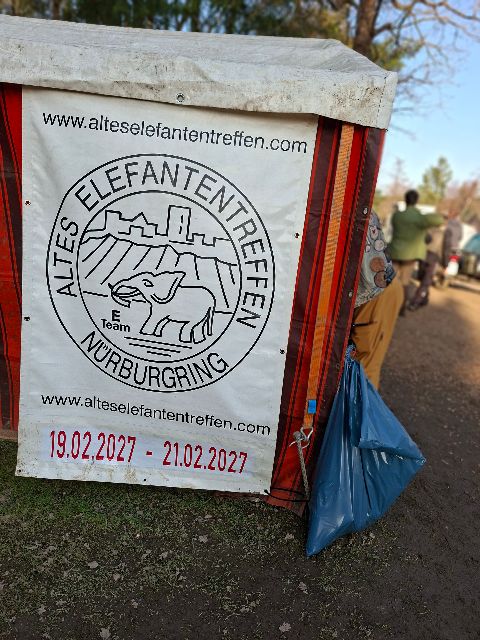 www.alteselefantentreffen.com
ALTES ELEFANTENTREFFEN
E
Team
NÜRBURGRING
www.alteselefantentreffen.com
19.02.2027 - 21.02.2027